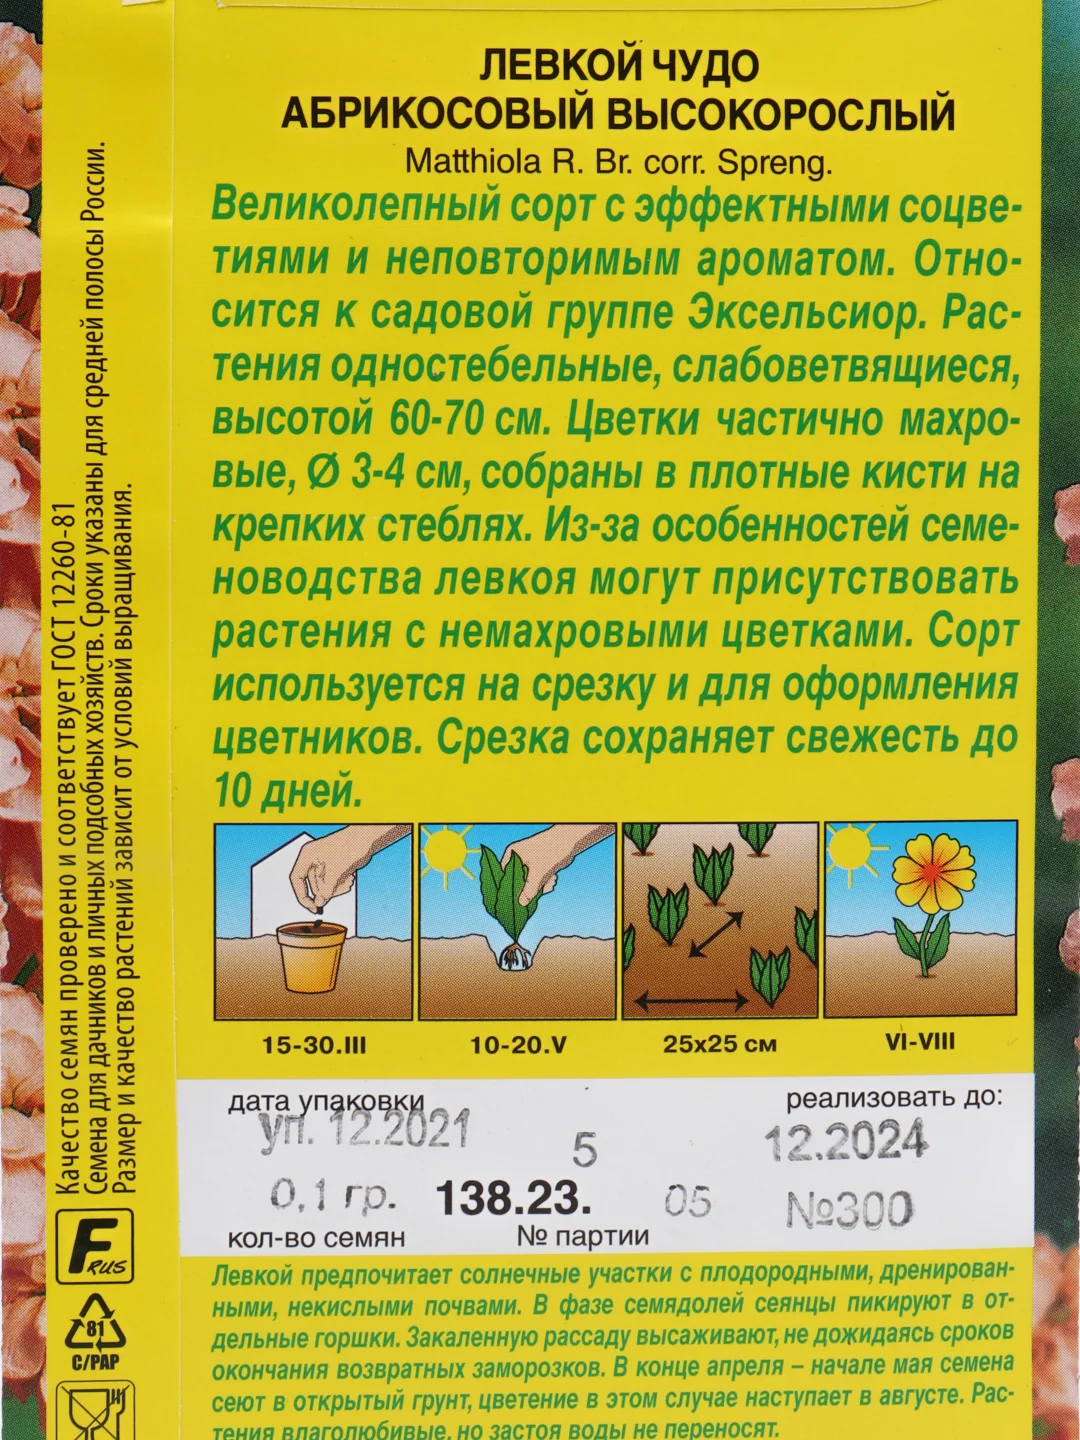 ЛЕВКОЙ ЧУДО
АБРИКОСОВЫЙ ВЫСОКОРОСЛЫЙ
Matthiola R. Br. corr. Spreng.
Великолепный сорт с эффектными соцве-
тиями и неповторимым ароматом. Отно-
сится к садовой группе Эксельсиор. Рас-
тения одностебельные, слабоветвящиеся,
высотой 60-70 см. Цветки частично махро-
вые, Ø 3-4 см, собраны в плотные кисти на
крепких стеблях. Из-за особенностей семе-
новодства левкоя могут присутствовать
растения с немахровыми цветками. Сорт
используется на срезку и для оформления
цветников. Срезка сохраняет свежесть до
10 дней.
15-30.III
10-20.V
25x25 см
VI-VIII
дата упаковки
уп. 12.2021
5
реализовать до:
12.2024
0,1 гр.
138.23.
05
№300
кол-во семян
№ партии
Левкой предпочитает солнечные участки с плодородными, дренирован-
ными, некислыми почвами. В фазе семядолей сеянцы пикируют в от-
дельные горшки. Закаленную рассаду высаживают, не дожидаясь сроков
окончания возвратных заморозков. В конце апреля – начале мая семена
сеют в открытый грунт, цветение в этом случае наступает в августе. Рас-
тения влаголюбивые, но застоя воды не переносят.
Качество семян проверено и соответствует ГОСТ 12260-81
Семена для дачников и личных подсобных хозяйств. Сроки указаны для средней полосы России.
Размер и качество растений зависит от условий выращивания.
F RUS
81
C/PAP